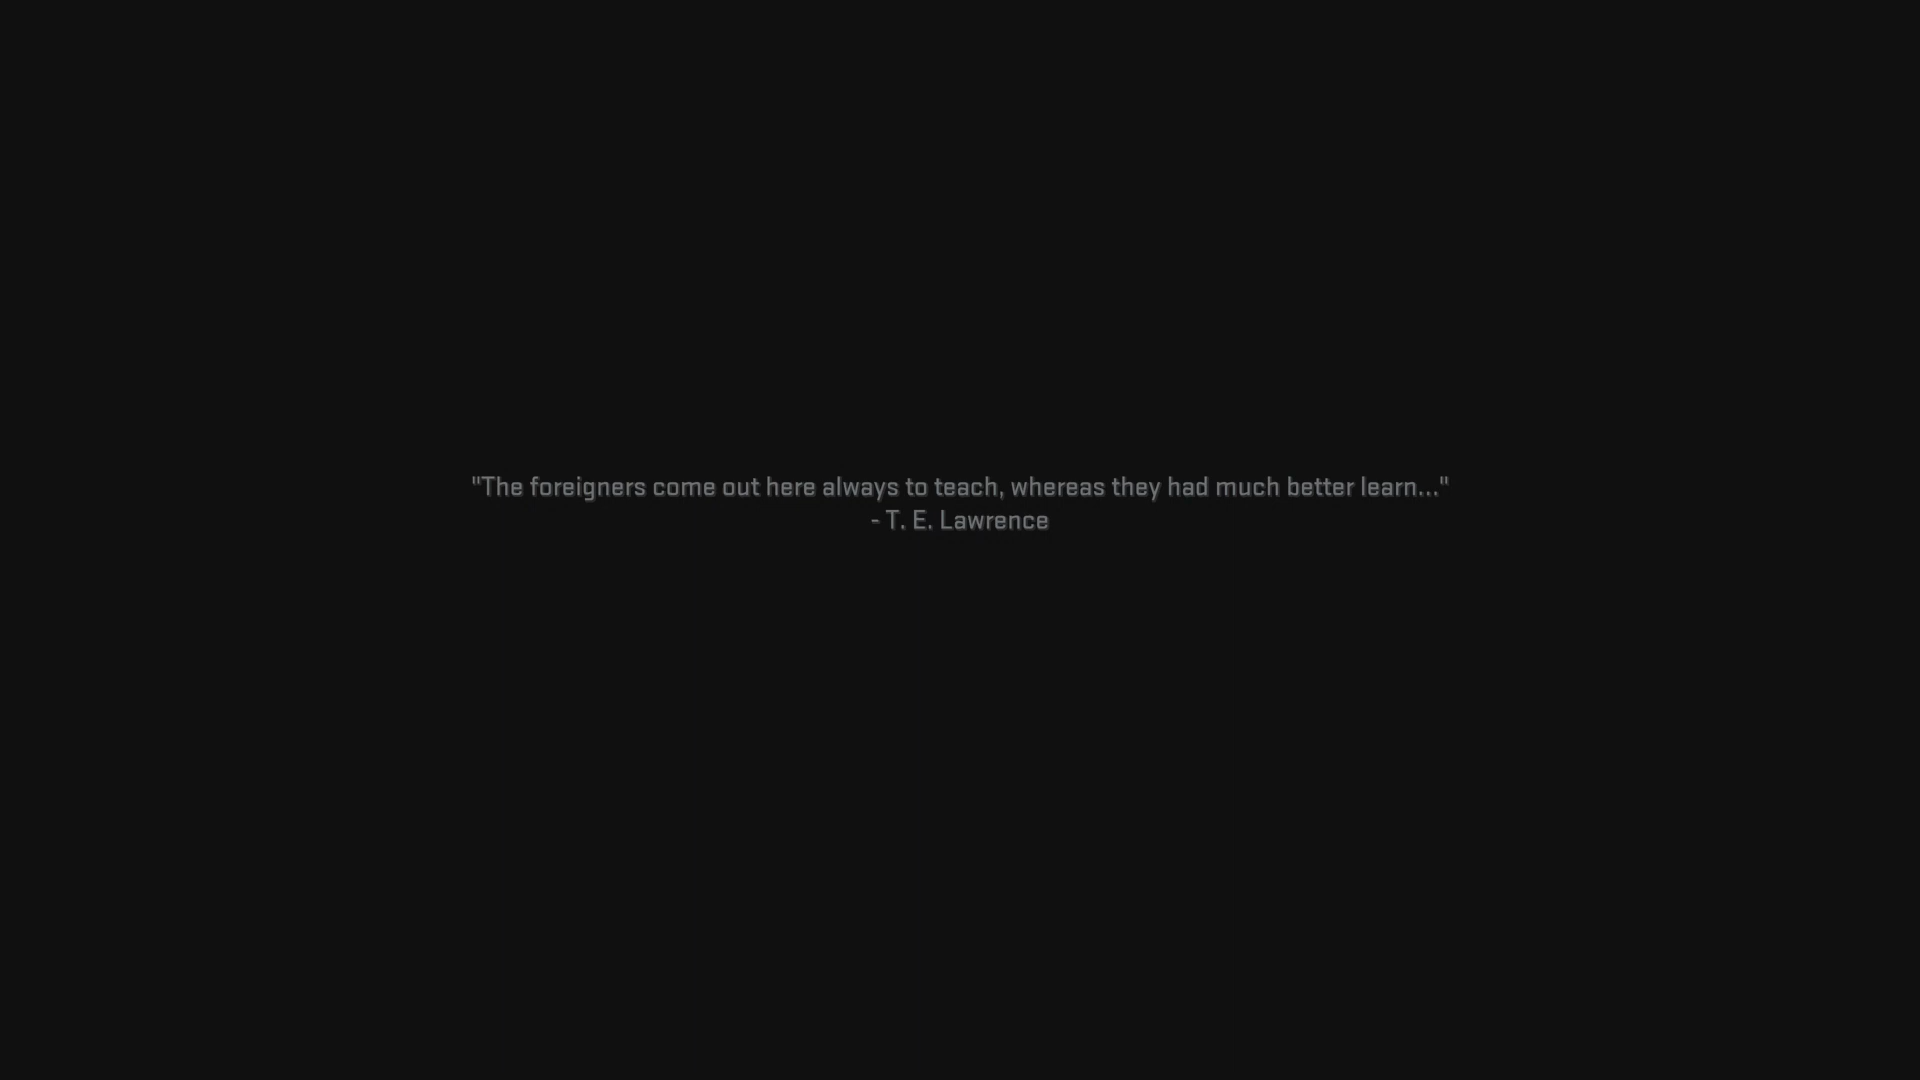 "The foreigners come out here always to teach, whereas they had much better learn..."
- T. E. Lawrence